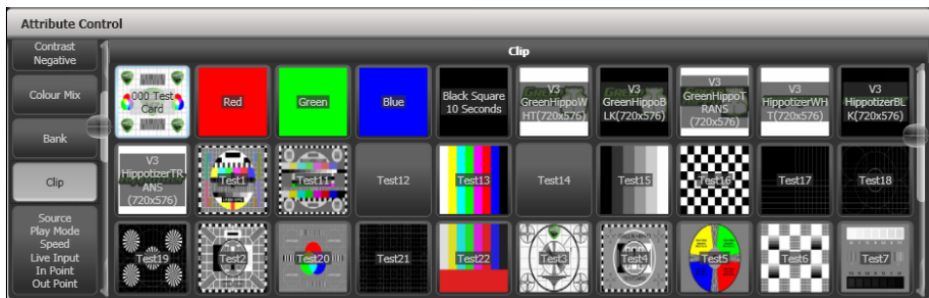 Attribute Control
Contrast
Negative
Colour Mix
Bank
Clip
Source
Play Mode
Speed
Live Input
In Point
Out Point
Clip
000 Test
Card
Red
Green
Blue
Black Square
10 Seconds
V3
GreenHippoW
HT(720x576)
V3
GreenHippoB
LK(720x576)
V3
GreenHippoT
RANS
(720x576)
V3
HippotizerWH
T(720x576)
V3
HippotizerBL
K(720x576)
V3
HippotizerTR
ANS
(720x576)
Test1
Test11
Test12
Test13
Test14
Test15
Test16
Test17
Test18
Test19
Test2
Test20
Test21
Test22
Test3
Test4
Test5
Test6
Test7